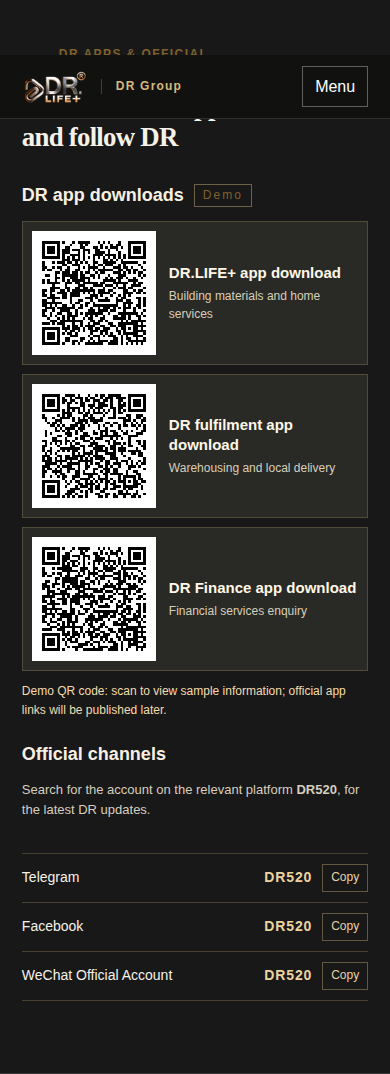 DR APPS & OFFICIAL
DR.®
LIFE+
DR Group
Menu
and follow DR
DR app downloads
Demo
DR.LIFE+ app download
Building materials and home
services
DR fulfilment app
download
Warehousing and local delivery
DR Finance app download
Financial services enquiry
Demo QR code: scan to view sample information; official app
links will be published later.
Official channels
Search for the account on the relevant platform DR520, for
the latest DR updates.
Telegram
DR520
Copy
Facebook
DR520
Copy
WeChat Official Account
DR520
Copy